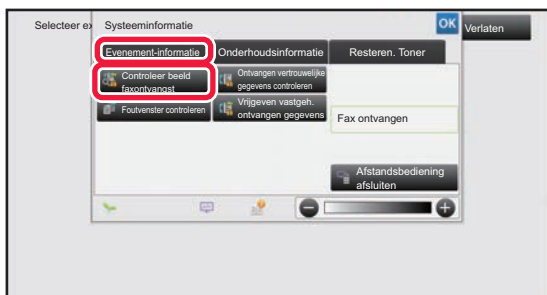 Selecteer ex
Systeeminformatie
OK
Verlaten
Evenement-informatie
Onderhoudsinformatie
Resteren. Toner
Controleer beeld
faxontvangst
Ontvangen vertrouwelijke
gegevens controleren
Foutvenster controleren
Vrijgeven vastgeh.
ontvangen gegevens
Fax ontvangen
Afstandsbediening
afsluiten